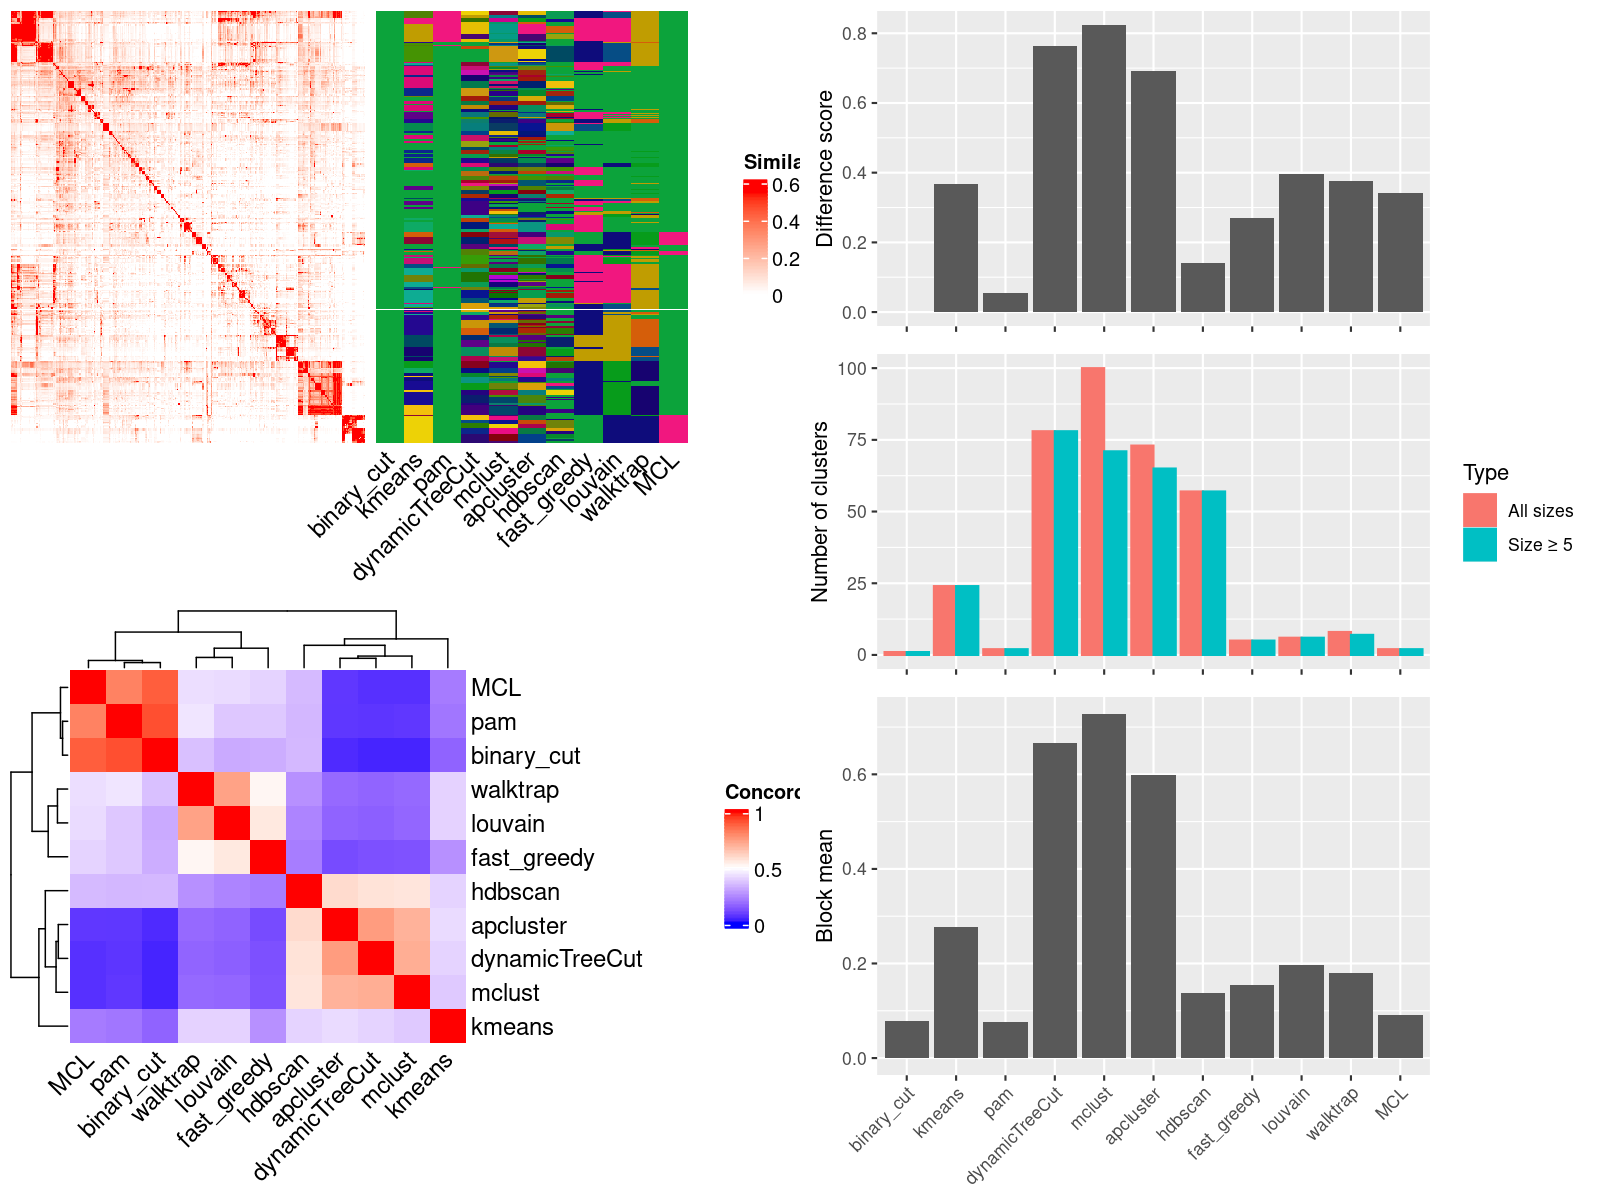 Simila
0.6
0.4
0.2
0
binary_cut
kmeans
pam
dynamicTreeCut
mclust
apcluster
hdbscan
fast_greedy
louvain
walktrap
MCL
MCL
pam
binary_cut
walktrap
louvain
fast_greedy
hdbscan
apcluster
dynamicTreeCut
mclust
kmeans
Concord
1
0.5
0
MCL
pam
binary_cut
walktrap
louvain
fast_greedy
hdbscan
apcluster
dynamicTreeCut
mclust
kmeans
Difference score
0.8
0.6
0.4
0.2
0.0
Number of clusters
100
75
50
25
0
Type
All sizes
Size ≥ 5
Block mean
0.6
0.4
0.2
0.0
binary_cut
kmeans
pam
dynamicTreeCut
mclust
apcluster
hdbscan
fast_greedy
louvain
walktrap
MCL